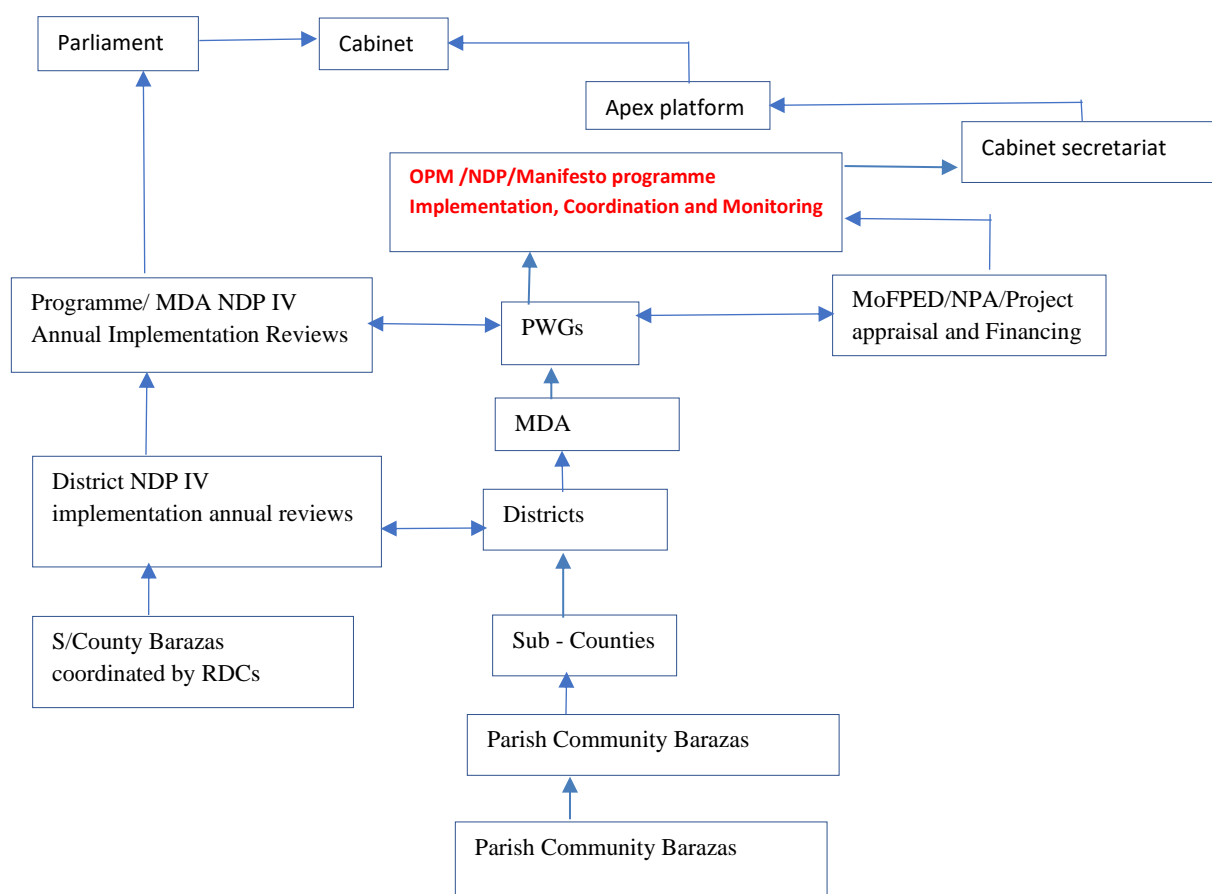 Parliament
Cabinet
Apex platform
Cabinet secretariat
OPM /NDP/Manifesto programme
Implementation, Coordination and Monitoring
Programme/ MDA NDP IV
Annual Implementation Reviews
PWGs
MoFPED/NPA/Project
appraisal and Financing
MDA
District NDP IV
implementation annual reviews
Districts
S/County Barazas
coordinated by RDCs
Sub - Counties
Parish Community Barazas
Parish Community Barazas